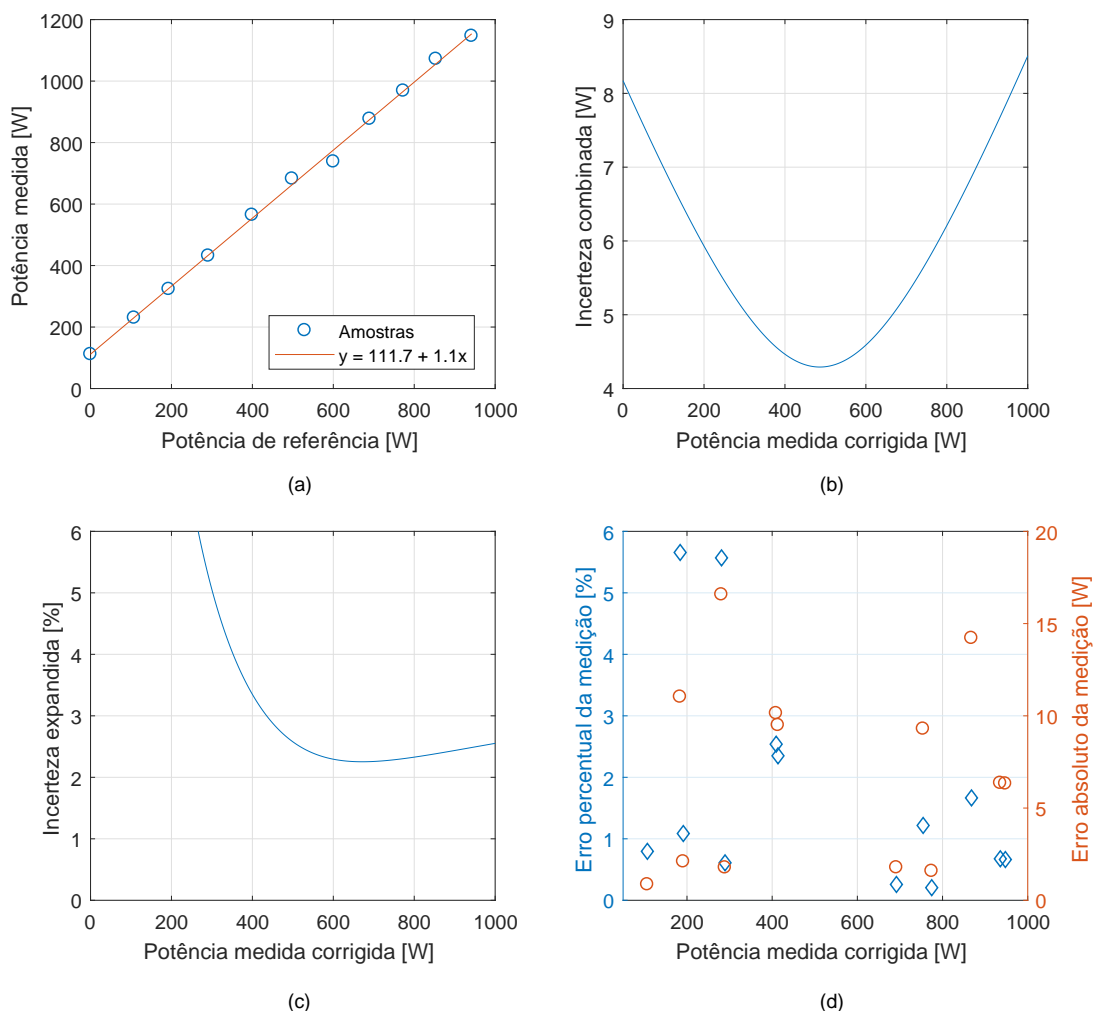 1200
1000
800
600
400
200
0
Potência medida [W]
0 200 400 600 800 1000
Potência de referência [W]
Amostras
y = 111.7 + 1.1x
(a)
9
8
7
6
5
4
Incerteza combinada [W]
0 200 400 600 800 1000
Potência medida corrigida [W]
(b)
6
5
4
3
2
1
0
Incerteza expandida [%]
0 200 400 600 800 1000
Potência medida corrigida [W]
(c)
6
5
4
3
2
1
0
Erro percentual da medição [%]
20
15
10
5
0
Erro absoluto da medição [W]
200 400 600 800 1000
Potência medida corrigida [W]
(d)